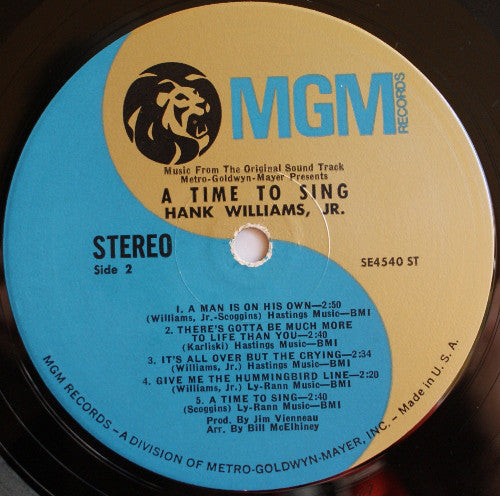 MGM
RECORDS
Music From The Original Sound Track
Metro-Goldwyn-Mayer Presents
A TIME TO SING
HANK WILLIAMS, JR.
STEREO
Side 2
SE4540 ST
1. A MAN IS ON HIS OWN—2:50
(Williams, Jr.-Scoggins) Hastings Music—BMI
2. THERE'S GOTTA BE MUCH MORE
TO LIFE THAN YOU—2:40
(Karliski) Hastings Music—BMI
3. IT'S ALL OVER BUT THE CRYING—2:34
(Williams, Jr.) Hastings Music—BMI
4. GIVE ME THE HUMMINGBIRD LINE—2:20
(Williams, Jr.) Ly-Rann Music—BMI
5. A TIME TO SING—2:40
(Scoggins) Ly-Rann Music—BMI
Prod. By Jim Vienneau
Arr. By Bill McElhiney
MGM RECORDS – A DIVISION OF METRO-GOLDWYN-MAYER, INC. – Made in U. S. A.